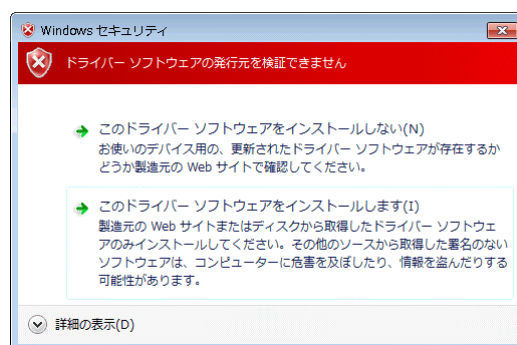 Windows セキュリティ
ドライバー ソフトウェアの発行元を検証できません
このドライバー ソフトウェアをインストールしない(N)
お使いのデバイス用の、更新されたドライバー ソフトウェアが存在するか
どうか製造元の Web サイトで確認してください。
このドライバー ソフトウェアをインストールします(I)
製造元の Web サイトまたはディスクから取得したドライバー ソフトウェ
アのみインストールしてください。その他のソースから取得した署名のない
ソフトウェアは、コンピューターに危害を及ぼしたり、情報を盗んだりする
可能性があります。
詳細の表示(D)